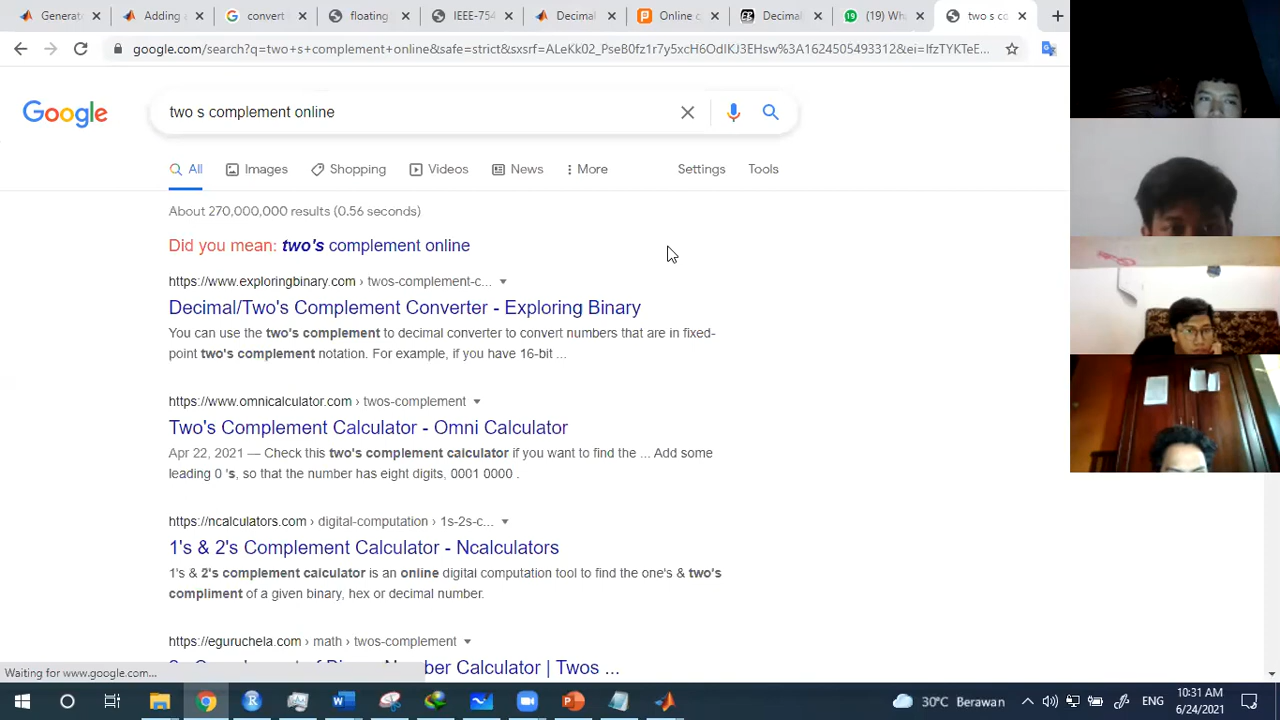 Generat
Adding
convert
floating
IEEE-754
Decimal
Online c
Decimal
(19) Wh
two s co
google.com/search?q=two+s+complement+online&safe=strict&sxsrf=ALeKk02_PseB0fz1r7y5xcH6OdIKJ3EHsw%3A1624505493312&ei=IfzTYKTeE...
Google
two s complement online
All
Images
Shopping
Videos
News
More
Settings
Tools
About 270,000,000 results (0.56 seconds)
Did you mean: two's complement online
https://www.exploringbinary.com › twos-complement-c...
Decimal/Two's Complement Converter - Exploring Binary
You can use the two's complement to decimal converter to convert numbers that are in fixed-
point two's complement notation. For example, if you have 16-bit ...
https://www.omnicalculator.com › twos-complement
Two's Complement Calculator - Omni Calculator
Apr 22, 2021 — Check this two's complement calculator if you want to find the ... Add some
leading 0 's, so that the number has eight digits, 0001 0000 .
https://ncalculators.com › digital-computation › 1s-2s-c...
1's & 2's Complement Calculator - Ncalculators
1's & 2's complement calculator is an online digital computation tool to find the one's & two's
compliment of a given binary, hex or decimal number.
https://eguruchela.com › math › twos-complement
Number Calculator | Twos ...
Waiting for www.google.com...
30°C Berawan
ENG
10:31 AM
6/24/2021